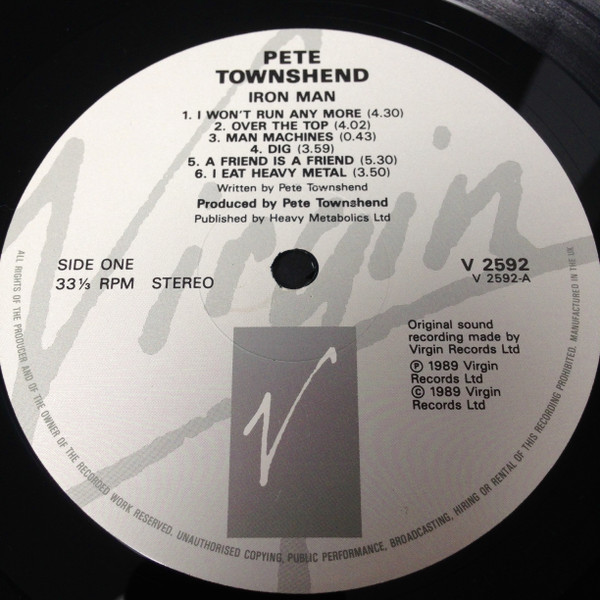 PETE
TOWNSHEND
IRON MAN
1. I WON'T RUN ANY MORE (4.30)
2. OVER THE TOP (4.02)
3. MAN MACHINES (0.43)
4. DIG (3.59)
5. A FRIEND IS A FRIEND (5.30)
6. I EAT HEAVY METAL (3.50)
Written by Pete Townshend
Produced by Pete Townshend
Published by Heavy Metabolics Ltd
Virgin
SIDE ONE
33⅓ RPM STEREO
V 2592
V 2592-A
Original sound
recording made by
Virgin Records Ltd
Ⓟ 1989 Virgin
Records Ltd
© 1989 Virgin
Records Ltd
V
ALL RIGHTS OF THE PRODUCER AND OF THE OWNER OF THE RECORDED WORK RESERVED. UNAUTHORISED COPYING, PUBLIC PERFORMANCE, BROADCASTING, HIRING OR RENTAL OF THIS RECORDING PROHIBITED. MANUFACTURED IN THE UK